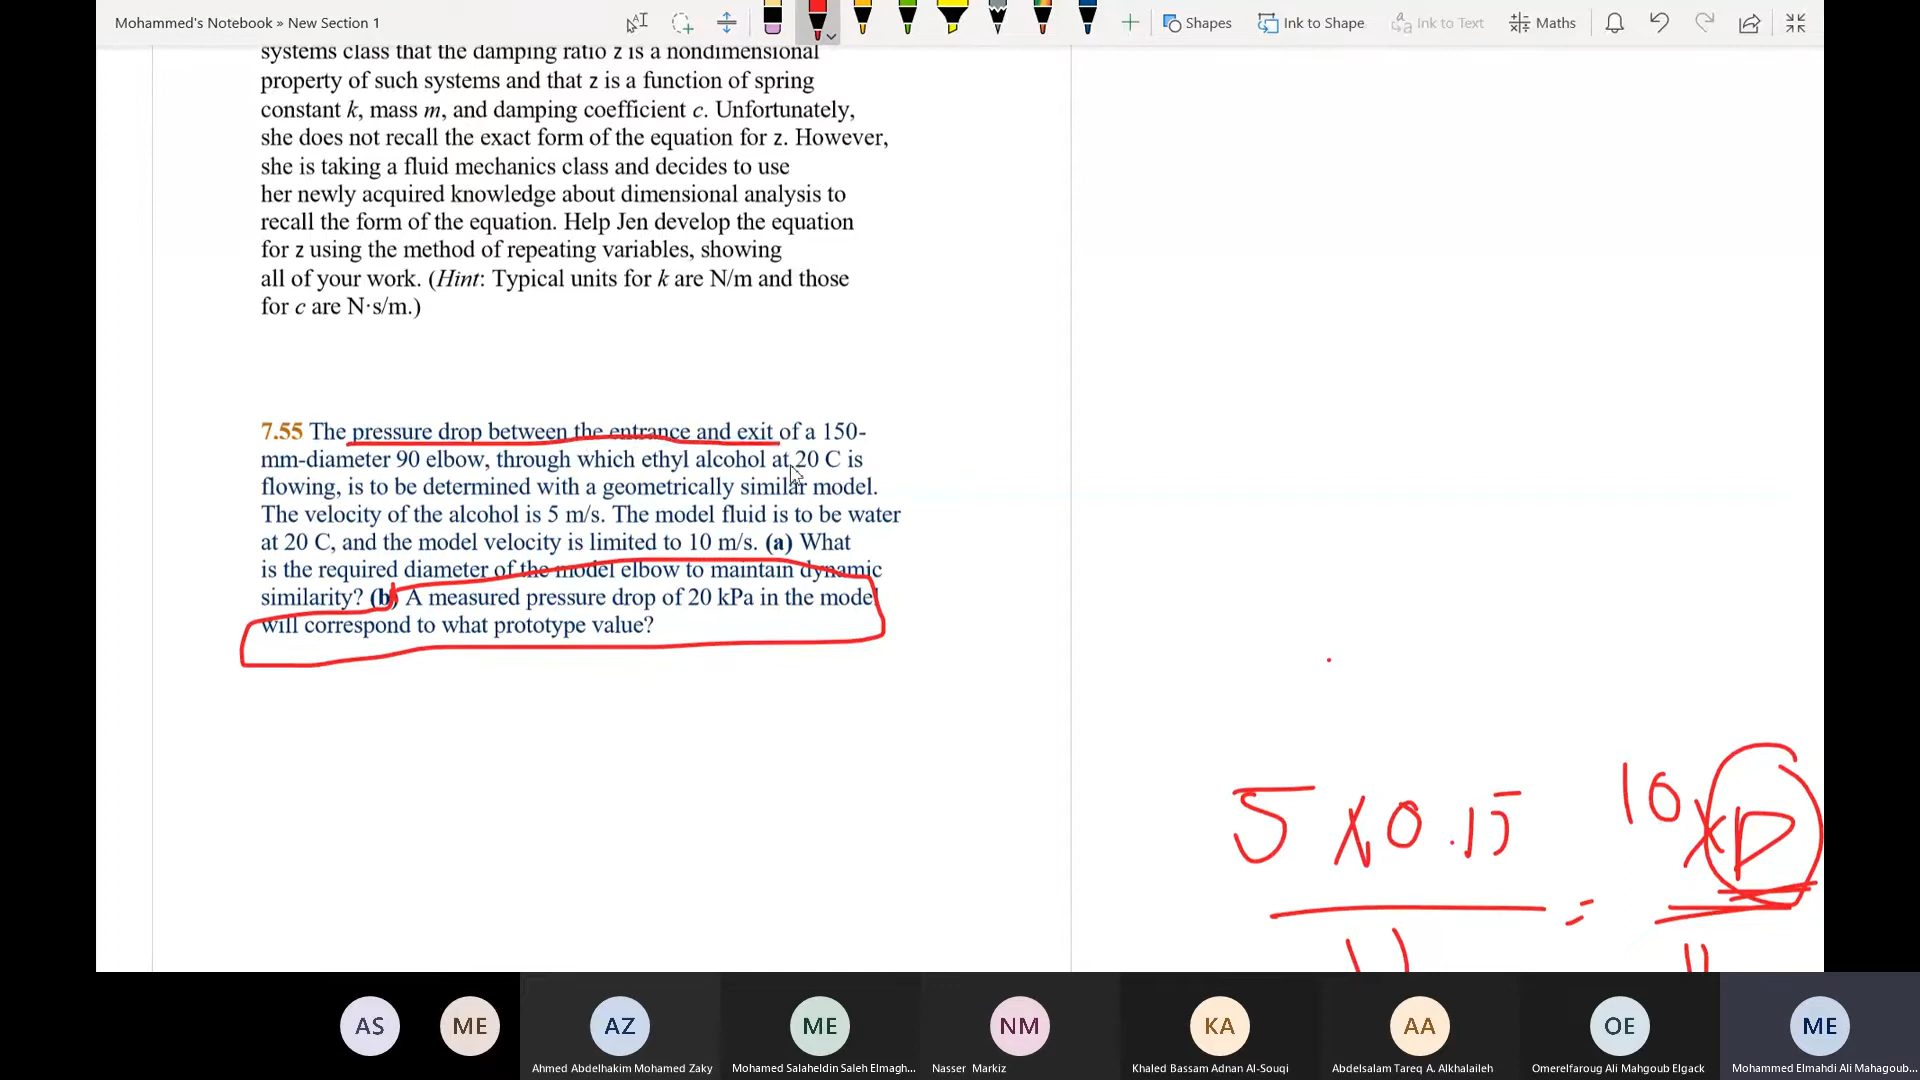 Mohammed's Notebook » New Section 1
Shapes
Ink to Shape
Ink to Text
Maths
systems class that the damping ratio z is a nondimensional
property of such systems and that z is a function of spring
constant k, mass m, and damping coefficient c. Unfortunately,
she does not recall the exact form of the equation for z. However,
she is taking a fluid mechanics class and decides to use
her newly acquired knowledge about dimensional analysis to
recall the form of the equation. Help Jen develop the equation
for z using the method of repeating variables, showing
all of your work. (Hint: Typical units for k are N/m and those
for c are N·s/m.)
7.55 The pressure drop between the entrance and exit of a 150-
mm-diameter 90 elbow, through which ethyl alcohol at 20 C is
flowing, is to be determined with a geometrically similar model.
The velocity of the alcohol is 5 m/s. The model fluid is to be water
at 20 C, and the model velocity is limited to 10 m/s. (a) What
is the required diameter of the model elbow to maintain dynamic
similarity? (b) A measured pressure drop of 20 kPa in the model
will correspond to what prototype value?
5 x 0.15 = 10 x D
AS
ME
AZ
ME
NM
KA
AA
OE
ME
Ahmed Abdelhakim Mohamed Zaky
Mohamed Salaheldin Saleh Elmagh...
Nasser Markiz
Khaled Bassam Adnan Al-Souqi
Abdelsalam Tareq A. Alkhalaileh
Omerelfaroug Ali Mahgoub Elgack
Mohammed Elmahdi Ali Mahagoub...